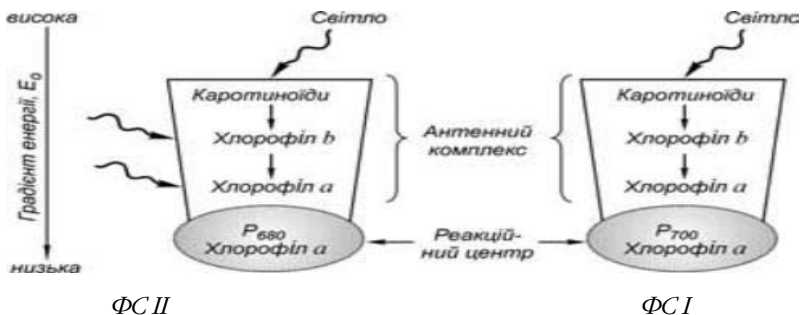 висока
Світло
Світлс
Градієнт енергії, E₀
Каротиноїди
Хлорофіл b
Хлорофіл a
Антенний комплекс
Каротиноїди
Хлорофіл b
Хлорофіл a
P₆₈₀
Хлорофіл a
Реакцій-
ний центр
P₇₀₀
Хлорофіл a
низька
ФС II
ФС I